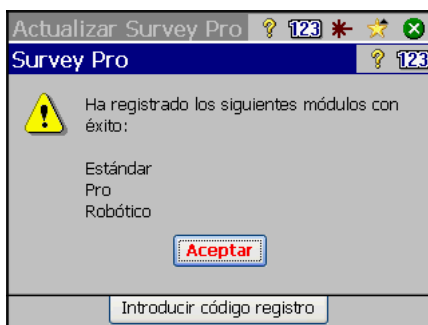 Actualizar Survey Pro ? 123
Survey Pro ? 123
Ha registrado los siguientes módulos con
éxito:
Estándar
Pro
Robótico
Aceptar
Introducir código registro